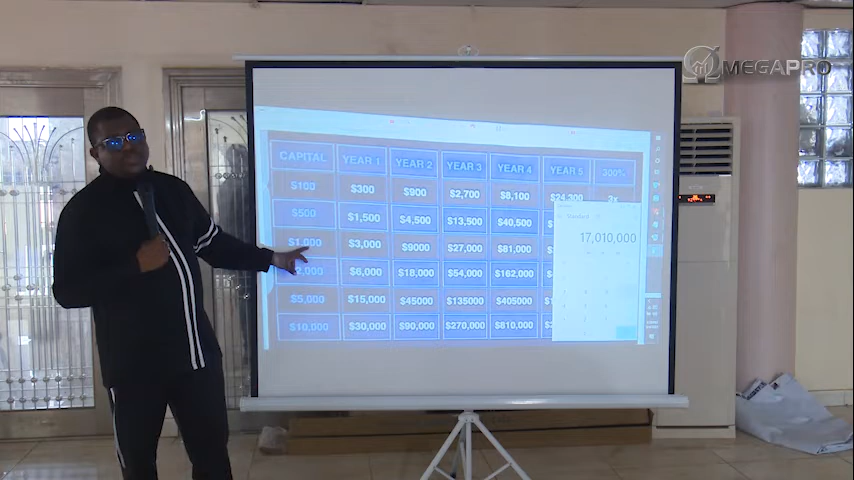 OMEGAPRO
CAPITAL YEAR 1 YEAR 2 YEAR 3 YEAR 4 YEAR 5 300%
$100 $300 $900 $2,700 $8,100 $24,300 3x
$500 $1,500 $4,500 $13,500 $40,500
$1,000 $3,000 $9000 $27,000 $81,000
$2,000 $6,000 $18,000 $54,000 $162,000
$5,000 $15,000 $45000 $135000 $405000
$10,000 $30,000 $90,000 $270,000 $810,000
Standard
17,010,000